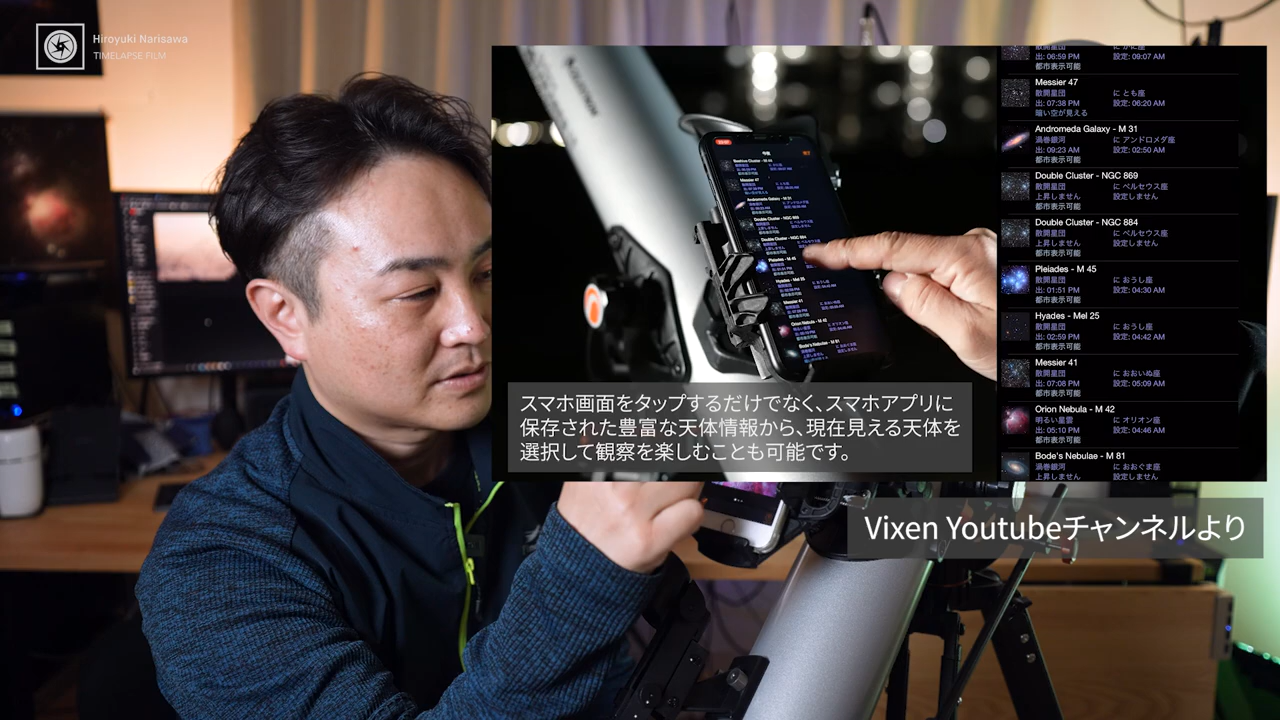 Hiroyuki Narisawa
TIMELAPSE FILM
出: 06:59 PM 設定: 09:07 AM
都市表示可能
Messier 47
散開星団 に とも座
出: 07:38 PM 設定: 06:20 AM
暗い空が見える
Andromeda Galaxy - M 31
渦巻銀河 に アンドロメダ座
出: 09:23 AM 設定: 02:50 AM
都市表示可能
Double Cluster - NGC 869
散開星団 に ペルセウス座
上昇しません 設定しません
都市表示可能
Double Cluster - NGC 884
散開星団 に ペルセウス座
上昇しません 設定しません
都市表示可能
Pleiades - M 45
散開星団 に おうし座
出: 01:51 PM 設定: 04:30 AM
都市表示可能
Hyades - Mel 25
散開星団 に おうし座
出: 02:59 PM 設定: 04:42 AM
都市表示可能
Messier 41
散開星団 に おおいぬ座
出: 07:08 PM 設定: 05:09 AM
都市表示可能
Orion Nebula - M 42
明るい星雲 に オリオン座
出: 05:10 PM 設定: 04:46 AM
都市表示可能
Bode's Nebulae - M 81
渦巻銀河 に おおぐま座
上昇しません 設定しません
スマホ画面をタップするだけでなく、スマホアプリに
保存された豊富な天体情報から、現在見える天体を
選択して観察を楽しむことも可能です。
Vixen Youtubeチャンネルより